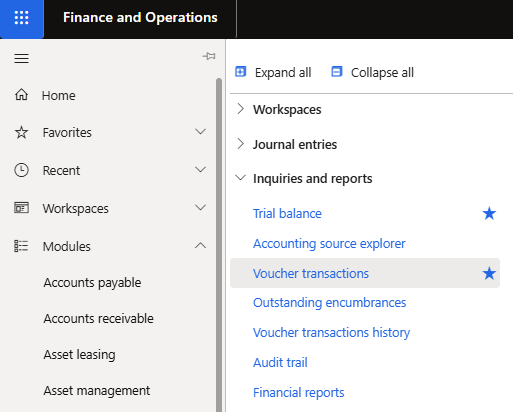 Finance and Operations
Home
Favorites
Recent
Workspaces
Modules
Accounts payable
Accounts receivable
Asset leasing
Asset management
Expand all
Collapse all
Workspaces
Journal entries
Inquiries and reports
Trial balance
Accounting source explorer
Voucher transactions
Outstanding encumbrances
Voucher transactions history
Audit trail
Financial reports